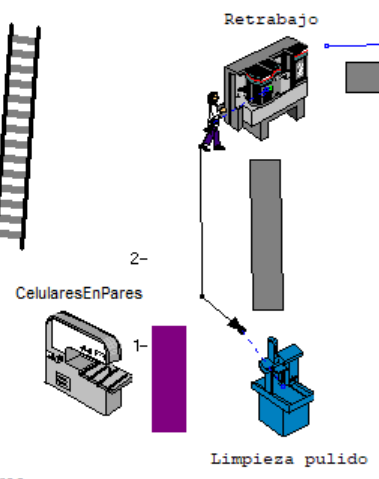 Retrabajo
2-
CelularesEnPares
1-
Limpieza pulido